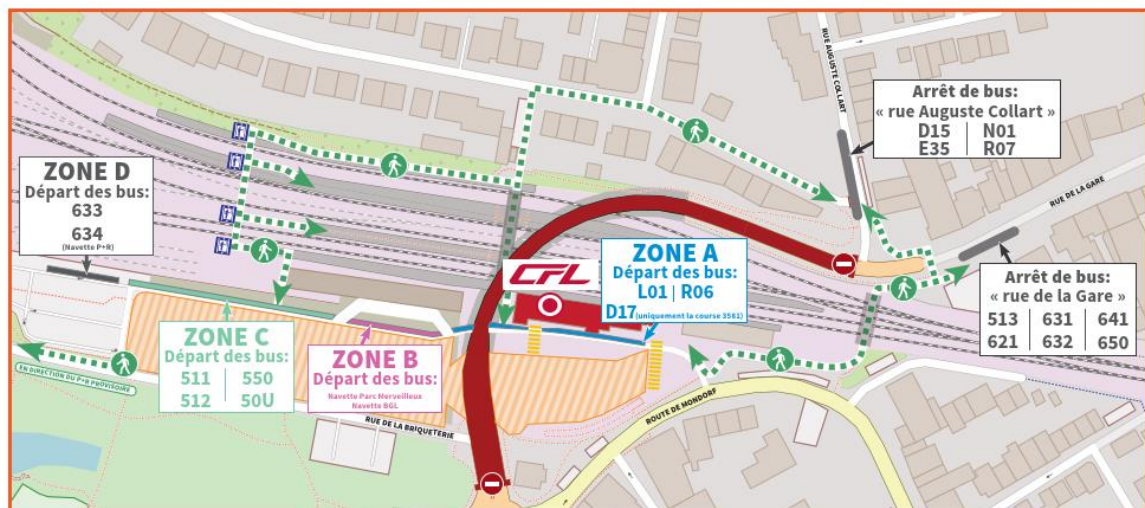 RUE AUGUSTE COLLART
Arrêt de bus:
« rue Auguste Collart »
D15 | N01
E35 | R07
RUE DE LA GARE
ZONE D
Départ des bus:
633
634
(Navette P+R)
CFL
ZONE A
Départ des bus:
L01 | R06
D17 (uniquement la course 3561)
Arrêt de bus:
« rue de la Gare »
513 | 631 | 641
621 | 632 | 650
ZONE C
Départ des bus:
511 | 550
512 | 50U
ZONE B
Départ des bus:
Navette Parc Merveilleux
Navette BGL
EN DIRECTION DU P+R PROVISOIRE
RUE DE LA BRIQUETERIE
ROUTE DE MONDORF